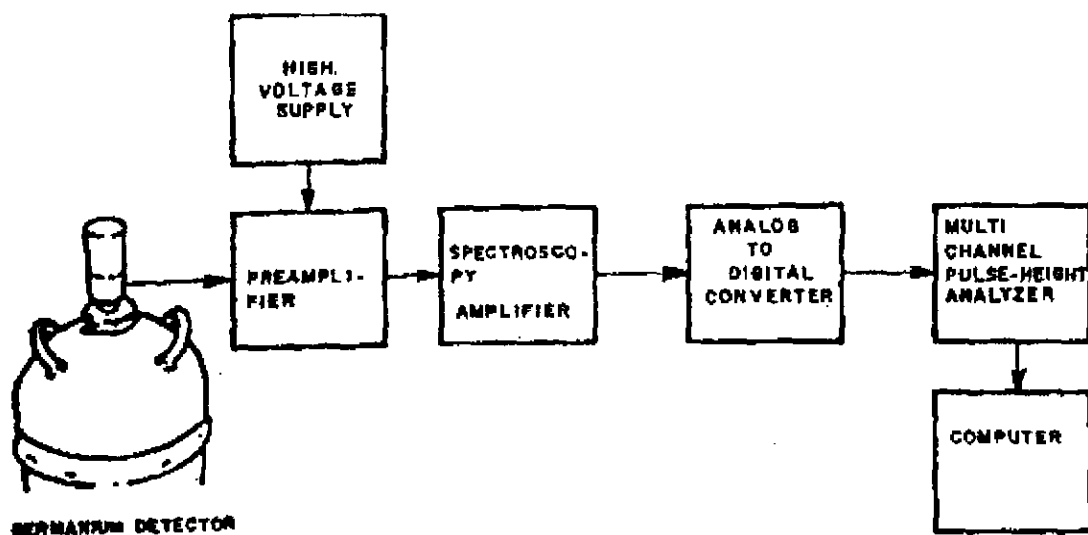 HIGH.
VOLTAGE
SUPPLY
PREAMPLI-
FIER
SPECTROSCO-
PY
AMPLIFIER
ANALOG
TO
DIGITAL
CONVERTER
MULTI
CHANNEL
PULSE-HEIGHT
ANALYZER
COMPUTER
GERMANIUM DETECTOR